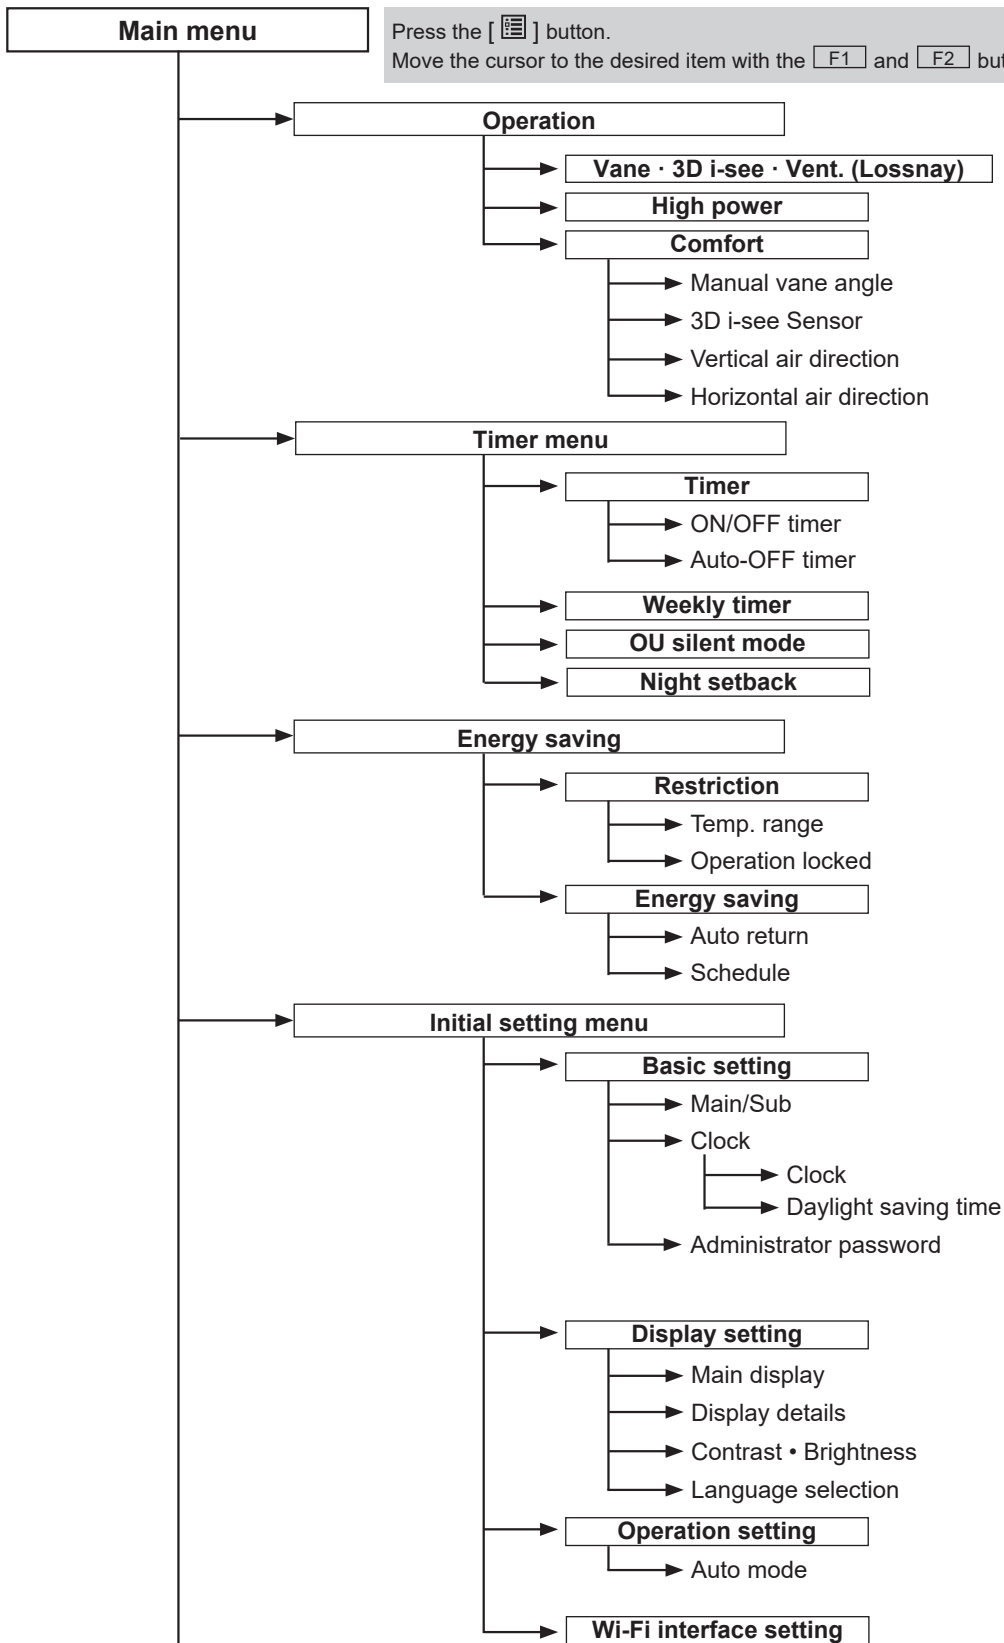 Main menu
Press the [ ] button.
Move the cursor to the desired item with the F1 and F2
Operation
Vane · 3D i-see · Vent. (Lossnay)
High power
Comfort
Manual vane angle
3D i-see Sensor
Vertical air direction
Horizontal air direction
Timer menu
Timer
ON/OFF timer
Auto-OFF timer
Weekly timer
OU silent mode
Night setback
Energy saving
Restriction
Temp. range
Operation locked
Energy saving
Auto return
Schedule
Initial setting menu
Basic setting
Main/Sub
Clock
Clock
Daylight saving time
Administrator password
Display setting
Main display
Display details
Contrast • Brightness
Language selection
Operation setting
Auto mode
Wi-Fi interface setting